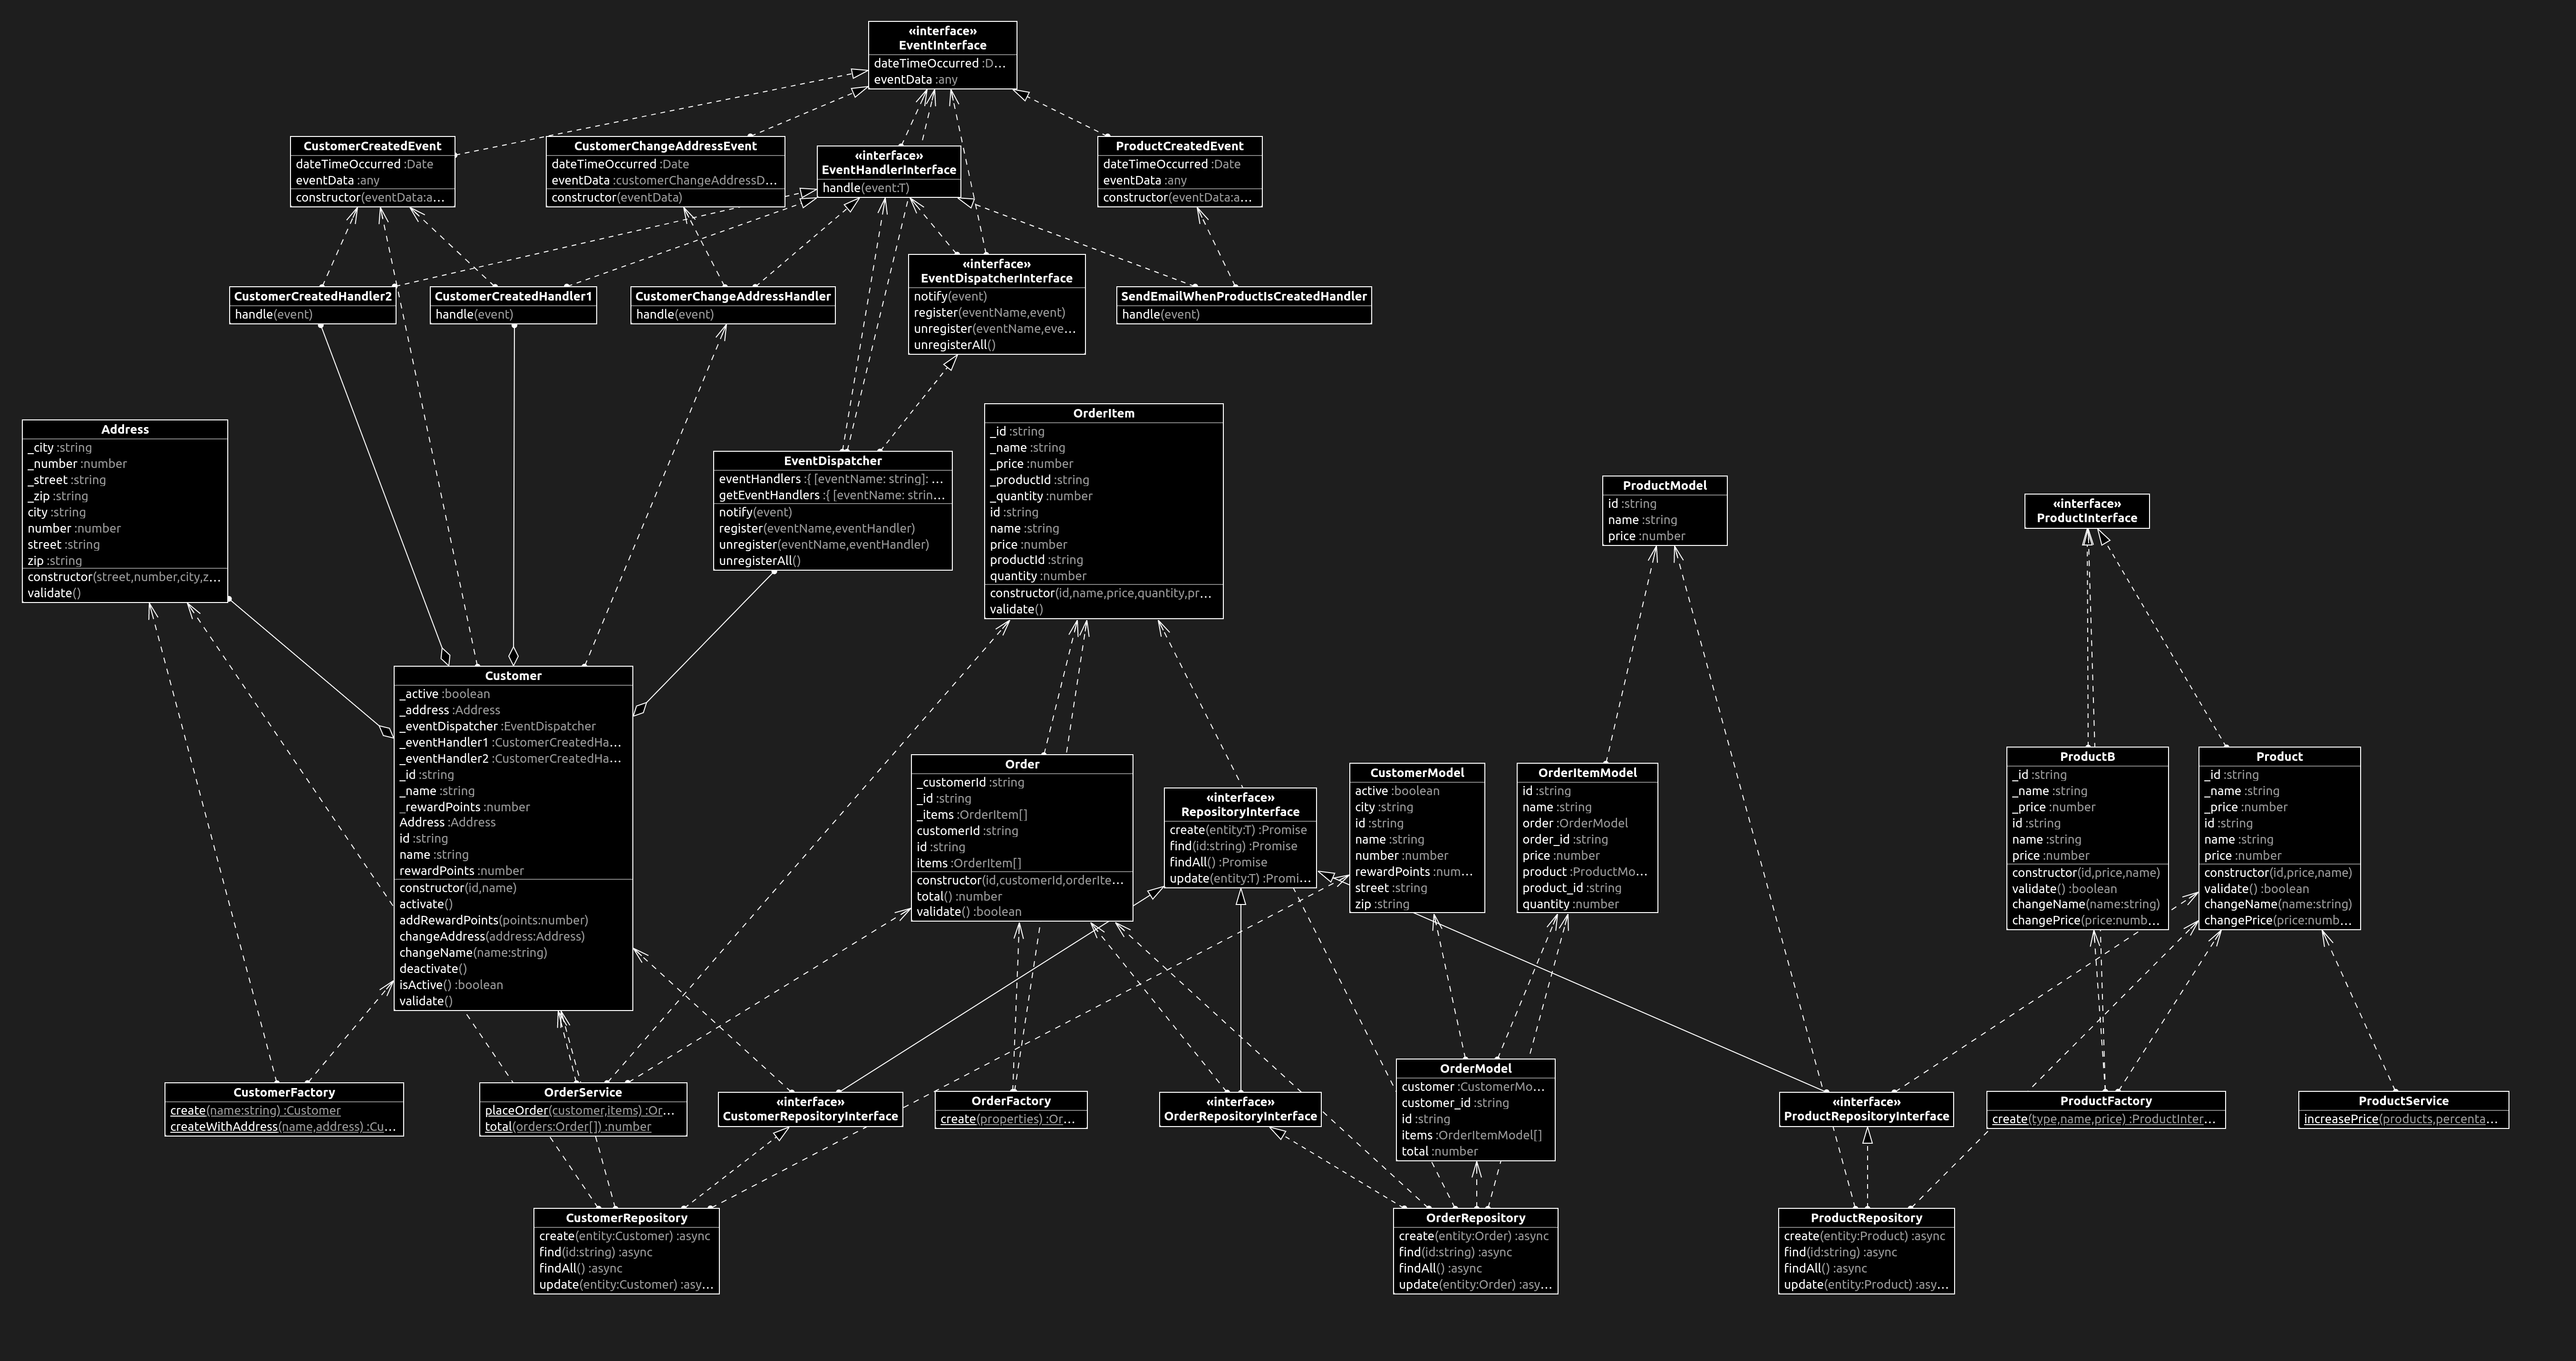 «interface»
EventInterface
dateTimeOccurred :D...
eventData :any
CustomerCreatedEvent
dateTimeOccurred :Date
eventData :any
constructor(eventData:a...
CustomerChangeAddressEvent
dateTimeOccurred :Date
eventData :customerChangeAddressD...
constructor(eventData)
«interface»
EventHandlerInterface
handle(event:T)
ProductCreatedEvent
dateTimeOccurred :Date
eventData :any
constructor(eventData:a...
CustomerCreatedHandler2
handle(event)
CustomerCreatedHandler1
handle(event)
CustomerChangeAddressHandler
handle(event)
«interface»
EventDispatcherInterface
notify(event)
register(eventName,event)
unregister(eventName,eve...
unregisterAll()
SendEmailWhenProductIsCreatedHandler
handle(event)
Address
_city :string
_number :number
_street :string
_zip :string
city :string
number :number
street :string
zip :string
constructor(street,number,city,z...
validate()
EventDispatcher
eventHandlers :{ [eventName: string]: ...
getEventHandlers :{ [eventName: strin...
notify(event)
register(eventName,eventHandler)
unregister(eventName,eventHandler)
unregisterAll()
OrderItem
_id :string
_name :string
_price :number
_productId :string
_quantity :number
id :string
name :string
price :number
productId :string
quantity :number
constructor(id,name,price,quantity,pr...
validate()
ProductModel
id :string
name :string
price :number
«interface»
ProductInterface
Customer
_active :boolean
_address :Address
_eventDispatcher :EventDispatcher
_eventHandler1 :CustomerCreatedHa...
_eventHandler2 :CustomerCreatedHa...
_id :string
_name :string
_rewardPoints :number
Address :Address
id :string
name :string
rewardPoints :number
constructor(id,name)
activate()
addRewardPoints(points:number)
changeAddress(address:Address)
changeName(name:string)
deactivate()
isActive() :boolean
validate()
Order
_customerId :string
_id :string
_items :OrderItem[]
customerId :string
id :string
items :OrderItem[]
constructor(id,customerId,orderIte...
total() :number
validate() :boolean
«interface»
RepositoryInterface
create(entity:T) :Promise
find(id:string) :Promise
findAll() :Promise
update(entity:T) :Promi...
CustomerModel
active :boolean
city :string
id :string
name :string
number :number
rewardPoints :num...
street :string
zip :string
OrderItemModel
id :string
name :string
order :OrderModel
order_id :string
price :number
product :ProductMo...
product_id :string
quantity :number
ProductB
_id :string
_name :string
_price :number
id :string
name :string
price :number
constructor(id,price,name)
validate() :boolean
changeName(name:string)
changePrice(price:numb...
Product
_id :string
_name :string
_price :number
id :string
name :string
price :number
constructor(id,price,name)
validate() :boolean
changeName(name:string)
changePrice(price:numb...
CustomerFactory
create(name:string) :Customer
createWithAddress(name,address) :Cu...
OrderService
placeOrder(customer,items) :Or...
total(orders:Order[]) :number
«interface»
CustomerRepositoryInterface
OrderFactory
create(properties) :Or...
«interface»
OrderRepositoryInterface
OrderModel
customer :CustomerMo...
customer_id :string
id :string
items :OrderItemModel[]
total :number
«interface»
ProductRepositoryInterface
ProductFactory
create(type,name,price) :ProductInter...
ProductService
increasePrice(products,percenta...
CustomerRepository
create(entity:Customer) :async
find(id:string) :async
findAll() :async
update(entity:Customer) :asy...
OrderRepository
create(entity:Order) :async
find(id:string) :async
findAll() :async
update(entity:Order) :asy...
ProductRepository
create(entity:Product) :async
find(id:string) :async
findAll() :async
update(entity:Product) :asy...